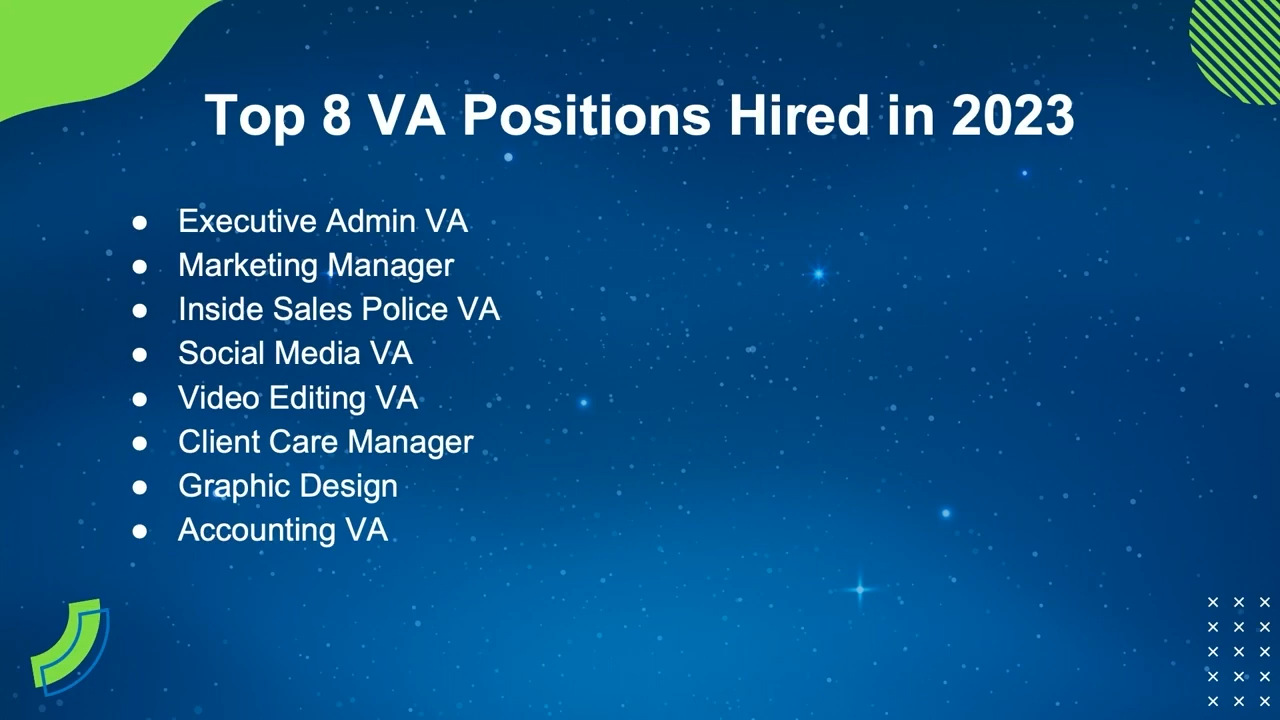 Top 8 VA Positions Hired in 2023
● Executive Admin VA
● Marketing Manager
● Inside Sales Police VA
● Social Media VA
● Video Editing VA
● Client Care Manager
● Graphic Design
● Accounting VA